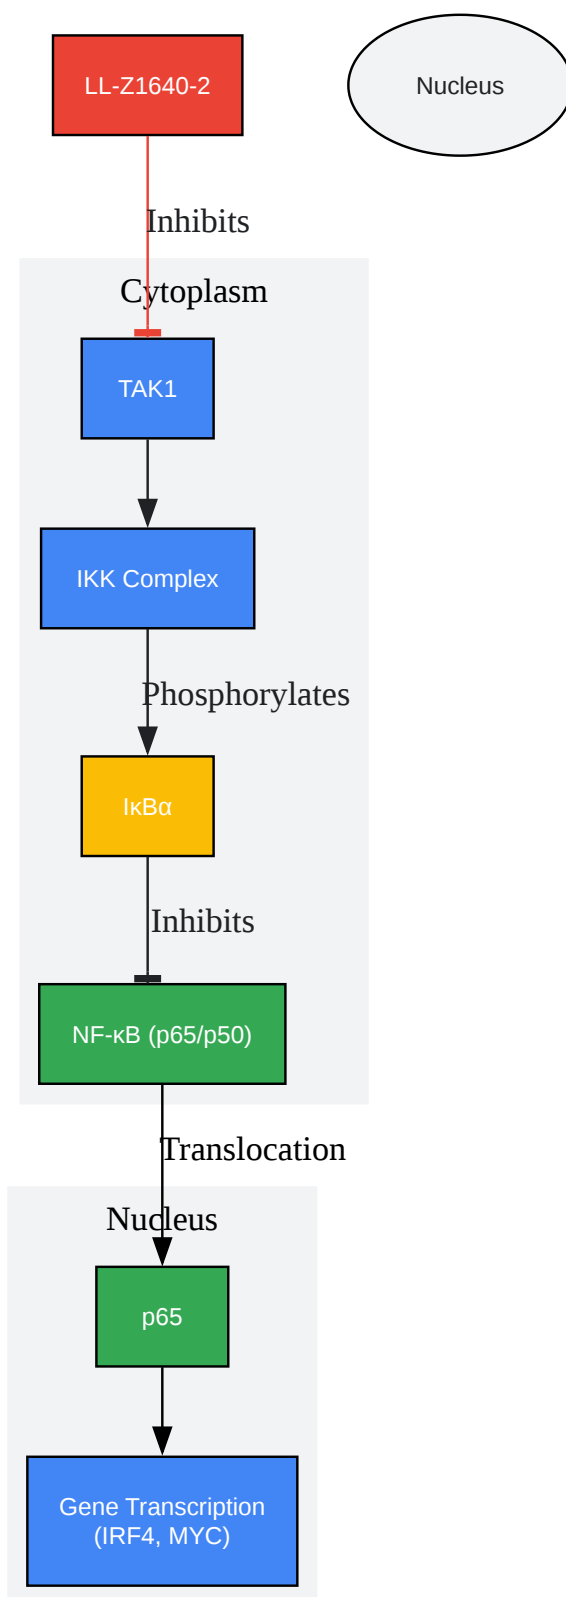 LL-Z1640-2
Nucleus
Inhibits
Cytoplasm
TAK1
IKK Complex
Phosphorylates
IκBα
Inhibits
NF-κB (p65/p50)
Translocation
Nucleus
p65
Gene Transcription
(IRF4, MYC)